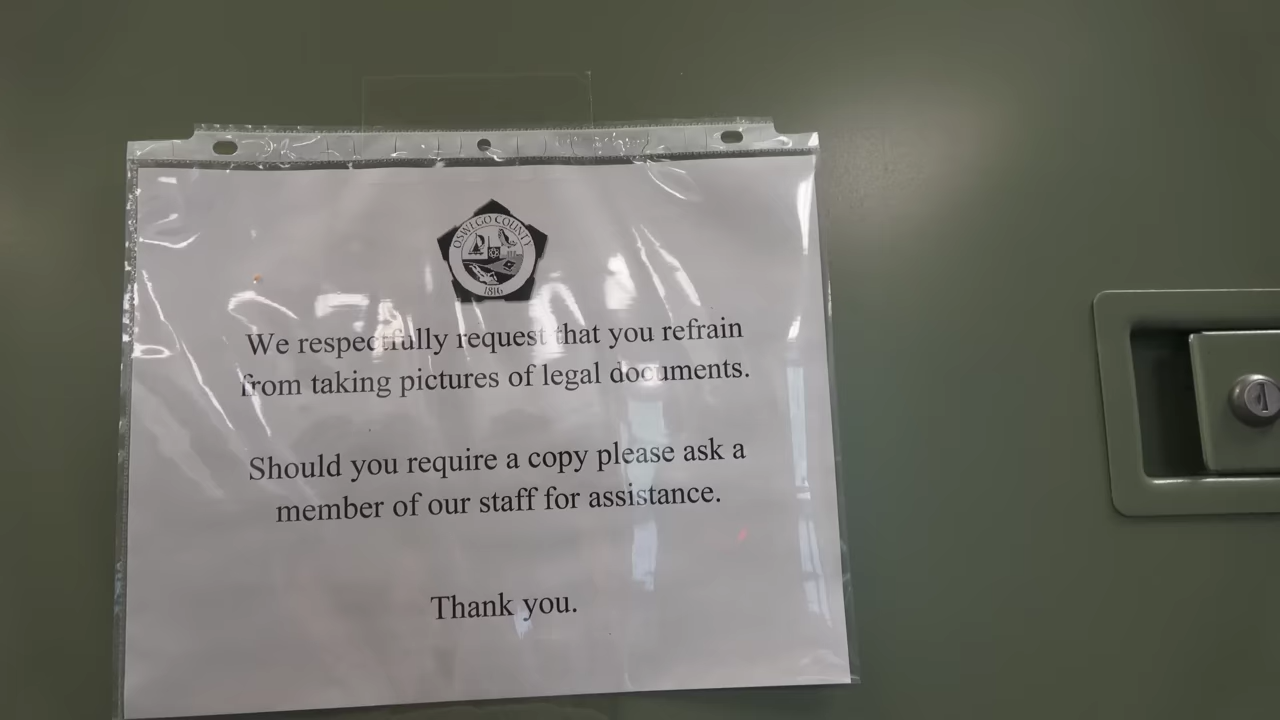 OSWEGO COUNTY
1816
We respectfully request that you refrain
from taking pictures of legal documents.
Should you require a copy please ask a
member of our staff for assistance.
Thank you.